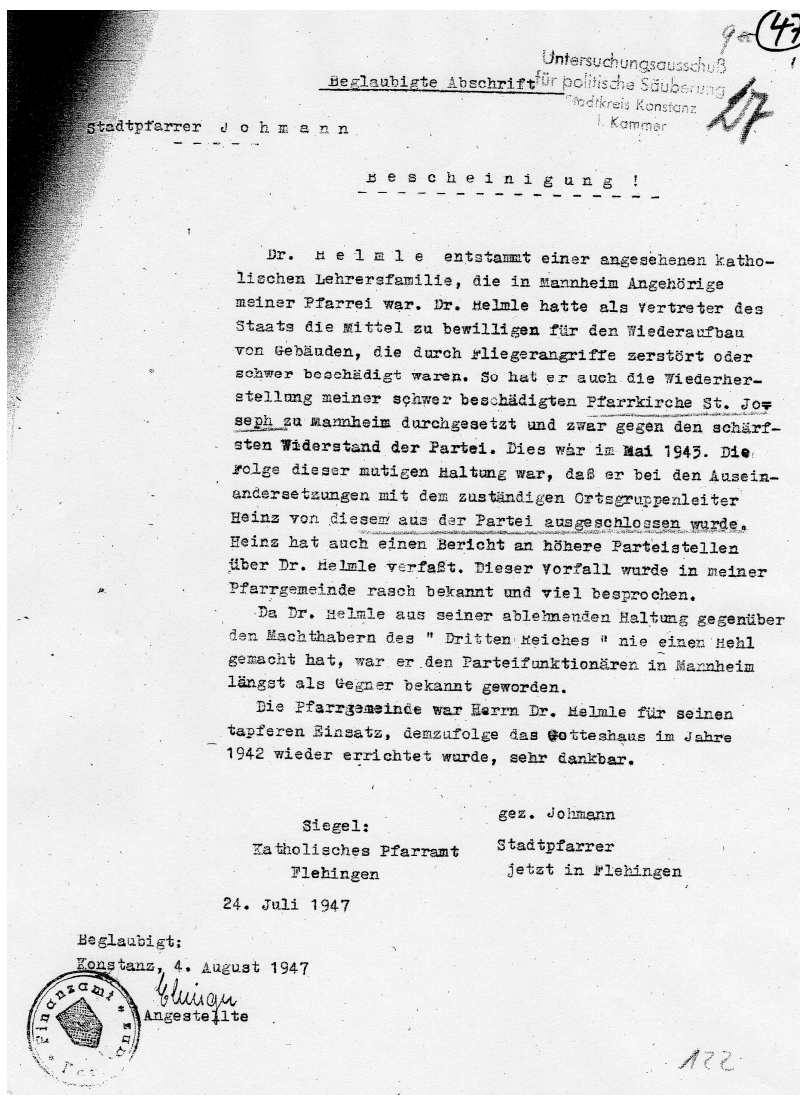 47
Untersuchungsausschuß
für politische Säuberung
Stadtkreis Konstanz
I. Kammer
27
Beglaubigte Abschrift
Stadtpfarrer J o h m a n n
B e s c h e i n i g u n g !
Dr. H e l m l e entstammt einer angesehenen katho-
lischen Lehrersfamilie, die in Mannheim Angehörige
meiner Pfarrei war. Dr. Helmle hatte als Vertreter des
Staats die Mittel zu bewilligen für den Wiederaufbau
von Gebäuden, die durch Fliegerangriffe zerstört oder
schwer beschädigt waren. So hat er auch die Wiederher-
stellung meiner schwer beschädigten Pfarrkirche St. Jo-
seph zu Mannheim durchgesetzt und zwar gegen den schärf-
sten Widerstand der Partei. Dies war im Mai 1943. Die
Folge dieser mutigen Haltung war, daß er bei den Ausein-
andersetzungen mit dem zuständigen Ortsgruppenleiter
Heinz von diesem aus der Partei ausgeschlossen wurde.
Heinz hat auch einen Bericht an höhere Parteistellen
über Dr. Helmle verfaßt. Dieser Vorfall wurde in meiner
Pfarrgemeinde rasch bekannt und viel besprochen.
Da Dr. Helmle aus seiner ablehnenden Haltung gegenüber
den Machthabern des " Dritten Reiches " nie einen Hehl
gemacht hat, war er den Parteifunktionären in Mannheim
längst als Gegner bekannt geworden.
Die Pfarrgemeinde war Herrn Dr. Helmle für seinen
tapferen Einsatz, demzufolge das Gotteshaus im Jahre
1942 wieder errichtet wurde, sehr dankbar.
gez. Johmann
Siegel:
Stadtpfarrer
Katholisches Pfarramt
jetzt in Flehingen
Flehingen
24. Juli 1947
Beglaubigt:
Konstanz, 4. August 1947
Angestellte
Finanzamt
122